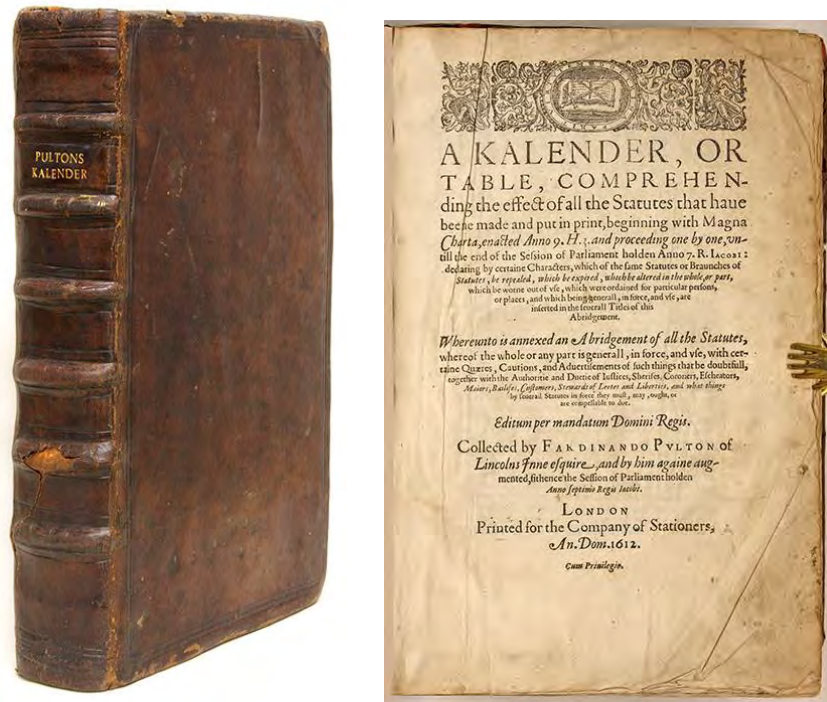 PULTONS
KALENDER
A KALENDER, OR
TABLE, COMPREHEN-
ding the effect of all the Statutes that haue
beene made and put in print, beginning with Magna
Charta, enacted Anno 9. H. 3. and proceeding one by one, vn-
till the end of the Session of Parliament holden Anno 7. R. IACOBI:
declaring by certaine Characters, which of the same Statutes or Braunches of
Statutes, be repealed, which be expired, which be altered in the whole, or part,
which be worne out of vse, which were ordained for particular persons,
or places, and which being generall, in force, and vse, are
inserted in the seuerall Titles of this
Abridgement.
Whereunto is annexed an Abridgement of all the Statutes,
whereof the whole or any part is generall, in force, and vse, with cer-
taine Quæres, Cautions, and Aduertisements of such things that be doubtfull,
together with the Authoritie and Duetie of Iustices, Sherifes, Coroners, Escheators,
Maiors, Bailifes, Customers, Stewards of Leetes and Liberties, and what things
by seuerall Statutes in force they must, may, ought, or
are compellable to doe.
Editum per mandatum Domini Regis.
Collected by FARDINANDO PVLTON of
Lincolns Inne esquire, and by him againe aug-
mented, sithence the Session of Parliament holden
Anno septimo Regis Iacobi.
LONDON
Printed for the Company of Stationers,
An. Dom. 1612.
Cum Priuilegio.